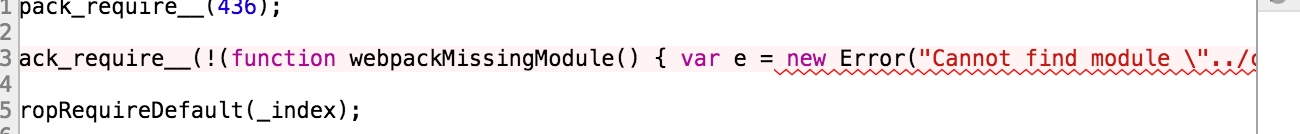 1 pack_require__(436);
2
3 ack_require__(!(function webpackMissingModule() { var e = new Error("Cannot find module \"../
4
5 ropRequireDefault(_index);